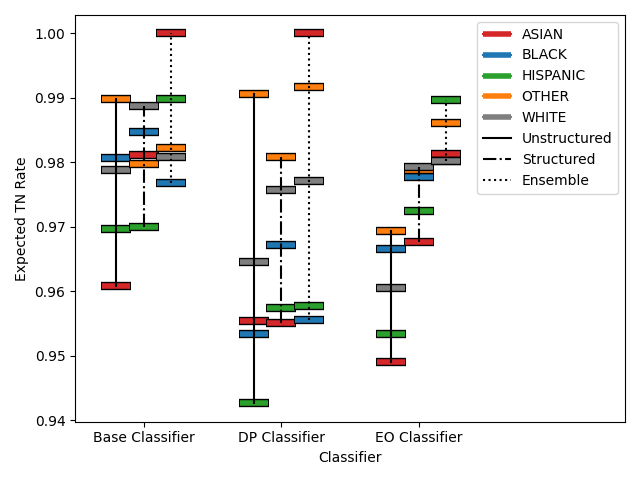 Expected TN Rate
1.00
0.99
0.98
0.97
0.96
0.95
0.94
ASIAN
BLACK
HISPANIC
OTHER
WHITE
Unstructured
Structured
Ensemble
Base Classifier
DP Classifier
EO Classifier
Classifier